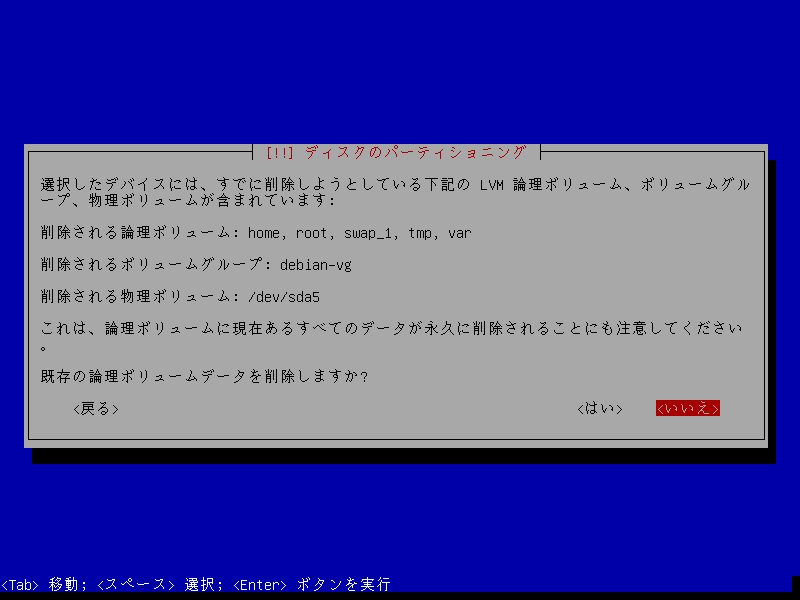 [!!] ディスクのパーティショニング
選択したデバイスには、すでに削除しようとしている下記の LVM 論理ボリューム、ボリュームグル
ープ、物理ボリュームが含まれています:
削除される論理ボリューム: home, root, swap_1, tmp, var
削除されるボリュームグループ: debian-vg
削除される物理ボリューム: /dev/sda5
これは、論理ボリュームに現在あるすべてのデータが永久に削除されることにも注意してください
。
既存の論理ボリュームデータを削除しますか?
<戻る> <はい> <いいえ>
<Tab> 移動; <スペース> 選択; <Enter> ボタンを実行